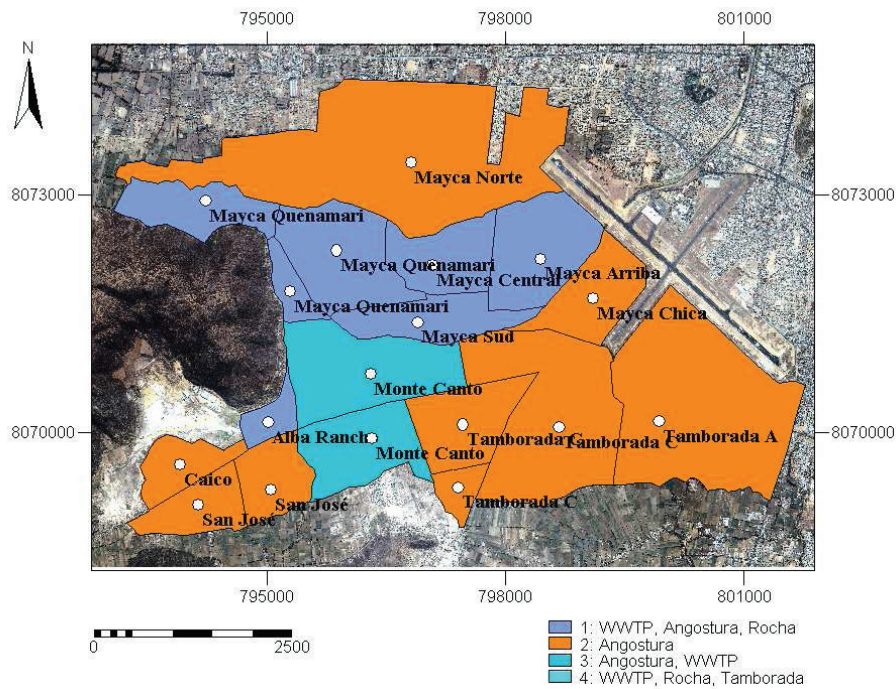 795000 798000 801000
N
8073000 8073000
Mayca Norte
Mayca Quenamari
Mayca Quenamari
Mayca Central
Mayca Arriba
Mayca Quenamari
Mayca Chica
Mayca Sud
Monte Canto
8070000 8070000
Alba Ranch
Tamborada C
Tamborada C
Tamborada A
Monte Canto
Caico
San José
San José
Tamborada C
795000 798000 801000
0 2500
1: WWTP, Angostura, Rocha
2: Angostura
3: Angostura, WWTP
4: WWTP, Rocha, Tamborada